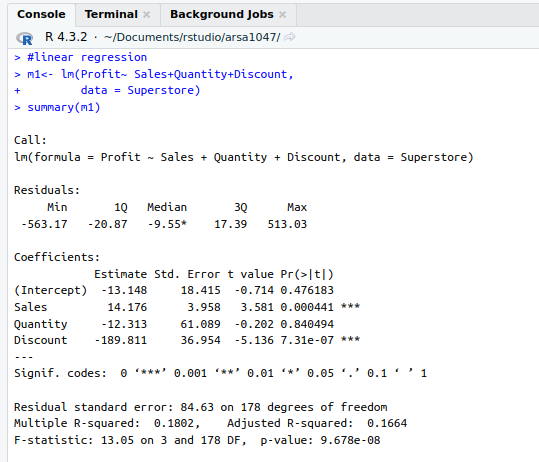 Console Terminal × Background Jobs ×
R 4.3.2 · ~/Documents/rstudio/arsa1047/
> #linear regression
> m1<- lm(Profit~ Sales+Quantity+Discount,
+         data = Superstore)
> summary(m1)
Call:
lm(formula = Profit ~ Sales + Quantity + Discount, data = Superstore)
Residuals:
    Min      1Q  Median      3Q     Max
-563.17  -20.87  -9.55*   17.39  513.03
Coefficients:
            Estimate Std. Error t value Pr(>|t|)
(Intercept)  -13.148     18.415  -0.714 0.476183
Sales         14.176      3.958   3.581 0.000441 ***
Quantity     -12.313     61.089  -0.202 0.840494
Discount    -189.811     36.954  -5.136 7.31e-07 ***
---
Signif. codes:  0 ‘***’ 0.001 ‘**’ 0.01 ‘*’ 0.05 ‘.’ 0.1 ‘ ’ 1
Residual standard error: 84.63 on 178 degrees of freedom
Multiple R-squared:  0.1802,    Adjusted R-squared:  0.1664
F-statistic: 13.05 on 3 and 178 DF,  p-value: 9.678e-08